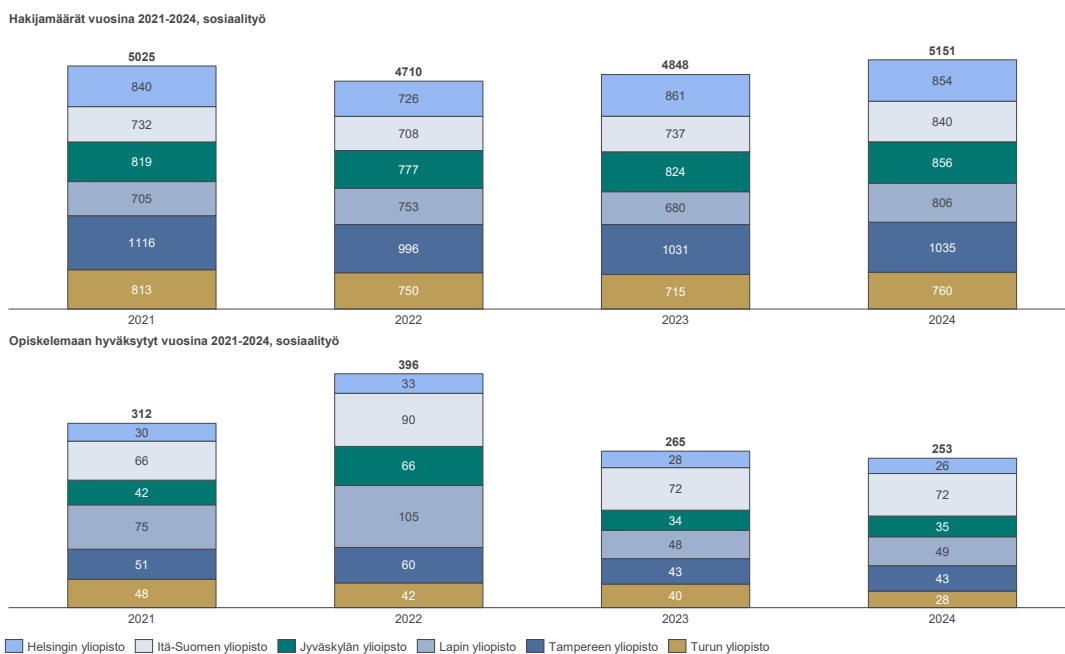 Hakijamäärät vuosina 2021-2024, sosiaalityö
5025 4710 4848 5151
840 726 861 854
732 708 737 840
819 777 824 856
705 753 680 806
1116 996 1031 1035
813 750 715 760
2021 2022 2023 2024
Opiskelemaan hyväksytyt vuosina 2021-2024, sosiaalityö
312 396 265 253
30 33 28 26
66 90 72 72
42 66 34 35
75 105 48 49
51 60 43 43
48 42 40 28
2021 2022 2023 2024
Helsingin yliopisto Itä-Suomen yliopisto Jyväskylän ylioipsto Lapin yliopisto Tampereen yliopisto Turun yliopisto